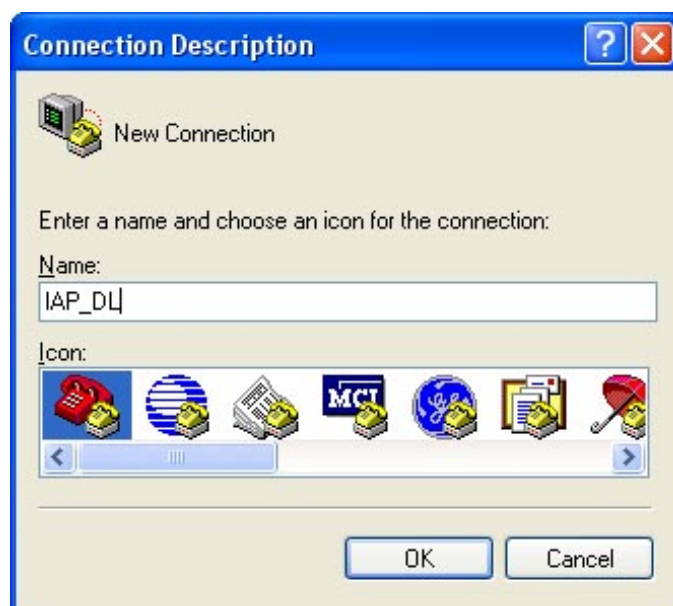 Connection Description
New Connection
Enter a name and choose an icon for the connection:
Name:
IAP_DL
Icon:
MCI
OK Cancel